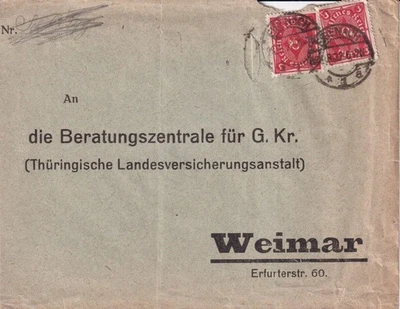 Nr.
An
die Beratungszentrale für G. Kr.
(Thüringische Landesversicherungsanstalt)
Weimar
Erfurterstr. 60.